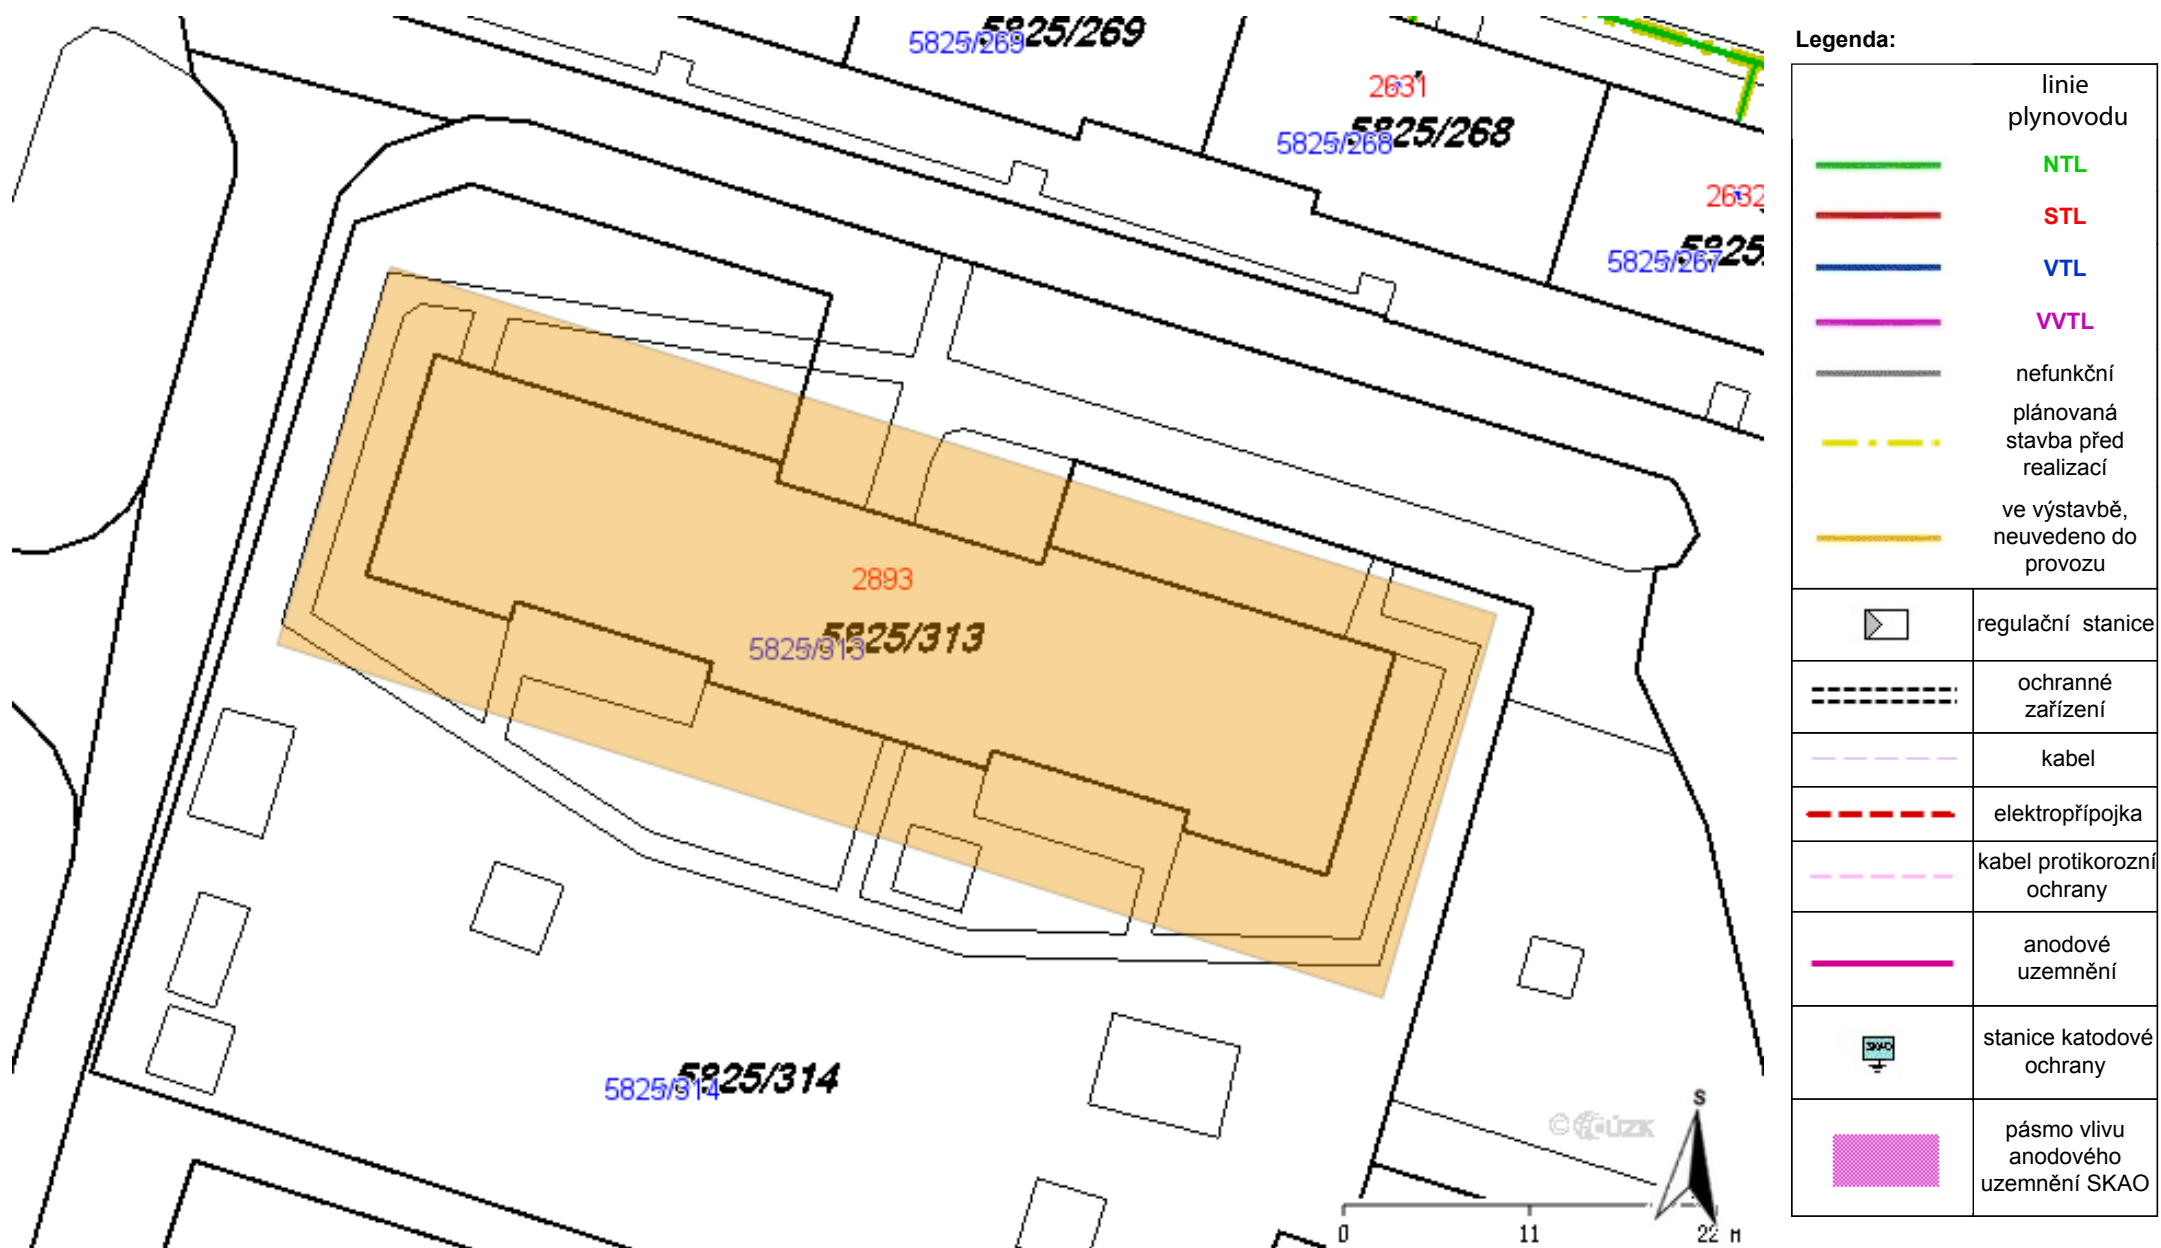 5825/269
5825/269
2631
5825/268
5825/268
2632
5825/267
5825
2893
5825/313
5825/313
5825/314
5825/314
©
ÚZK
S
0 11 22 M
Legenda:
linie
plynovodu
NTL
STL
VTL
VVTL
nefunkční
plánovaná
stavba před
realizací
ve výstavbě,
neuvedeno do
provozu
regulační stanice
ochranné
zařízení
kabel
elektropřípojka
kabel protikorozní
ochrany
anodové
uzemnění
SKAO
stanice katodové
ochrany
pásmo vlivu
anodového
uzemnění SKAO